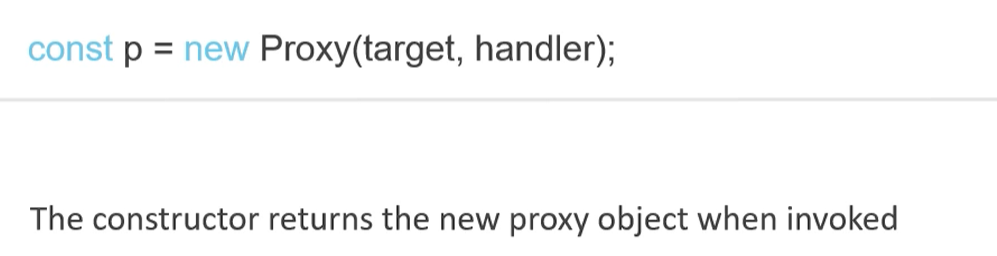 const p = new Proxy(target, handler);
The constructor returns the new proxy object when invoked